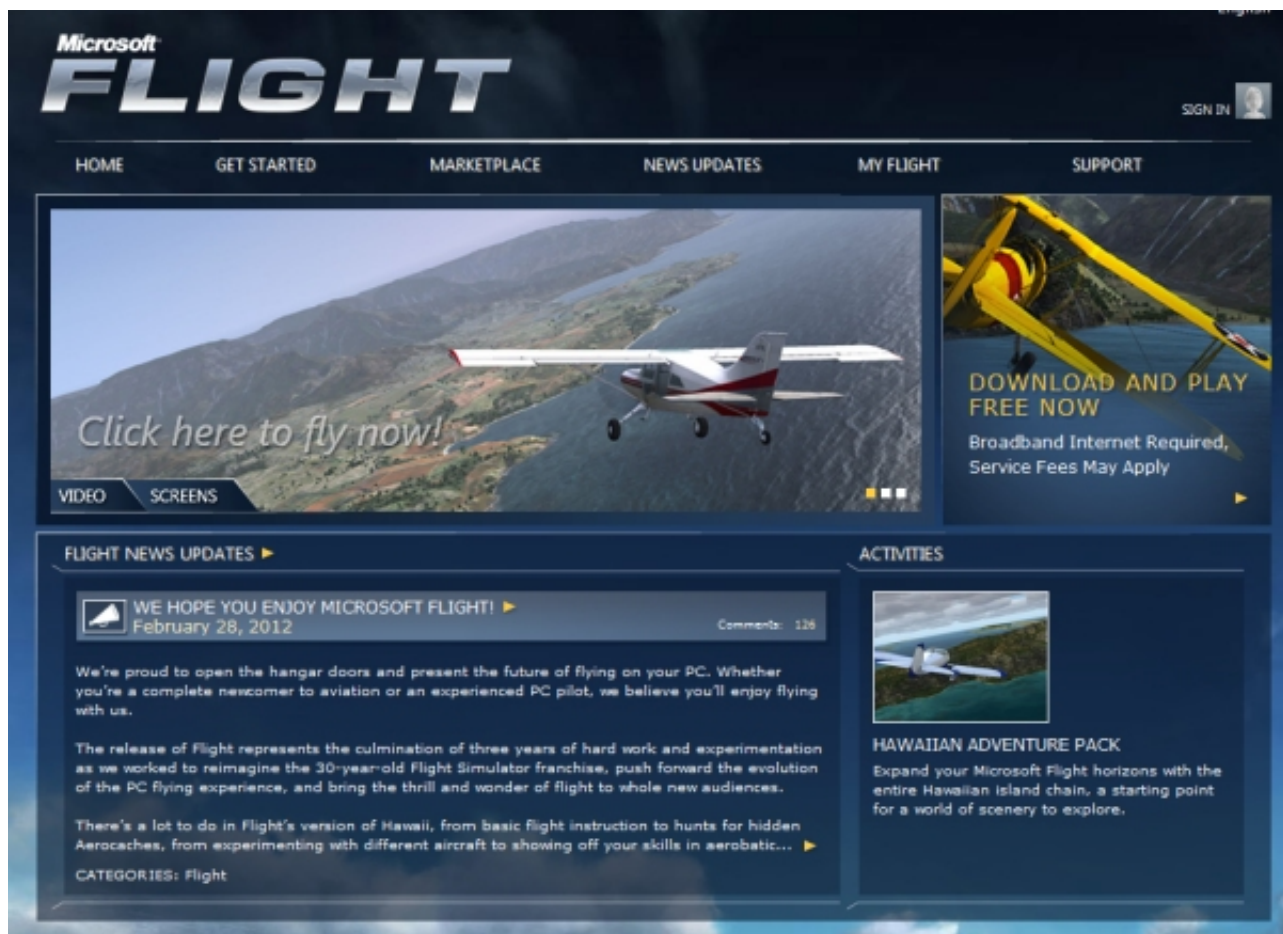 English
Microsoft
FLIGHT
SIGN IN
HOME
GET STARTED
MARKETPLACE
NEWS UPDATES
MY FLIGHT
SUPPORT
Click here to fly now!
VIDEO
SCREENS
DOWNLOAD AND PLAY
FREE NOW
Broadband Internet Required,
Service Fees May Apply
FLIGHT NEWS UPDATES
WE HOPE YOU ENJOY MICROSOFT FLIGHT!
February 28, 2012
Comments: 126
We're proud to open the hangar doors and present the future of flying on your PC. Whether
you're a complete newcomer to aviation or an experienced PC pilot, we believe you'll enjoy flying
with us.
The release of Flight represents the culmination of three years of hard work and experimentation
as we worked to reimagine the 30-year-old Flight Simulator franchise, push forward the evolution
of the PC flying experience, and bring the thrill and wonder of flight to whole new audiences.
There's a lot to do in Flight's version of Hawaii, from basic flight instruction to hunts for hidden
Aerocaches, from experimenting with different aircraft to showing off your skills in aerobatic...
CATEGORIES: Flight
ACTIVITIES
HAWAIIAN ADVENTURE PACK
Expand your Microsoft Flight horizons with the
entire Hawaiian island chain, a starting point
for a world of scenery to explore.